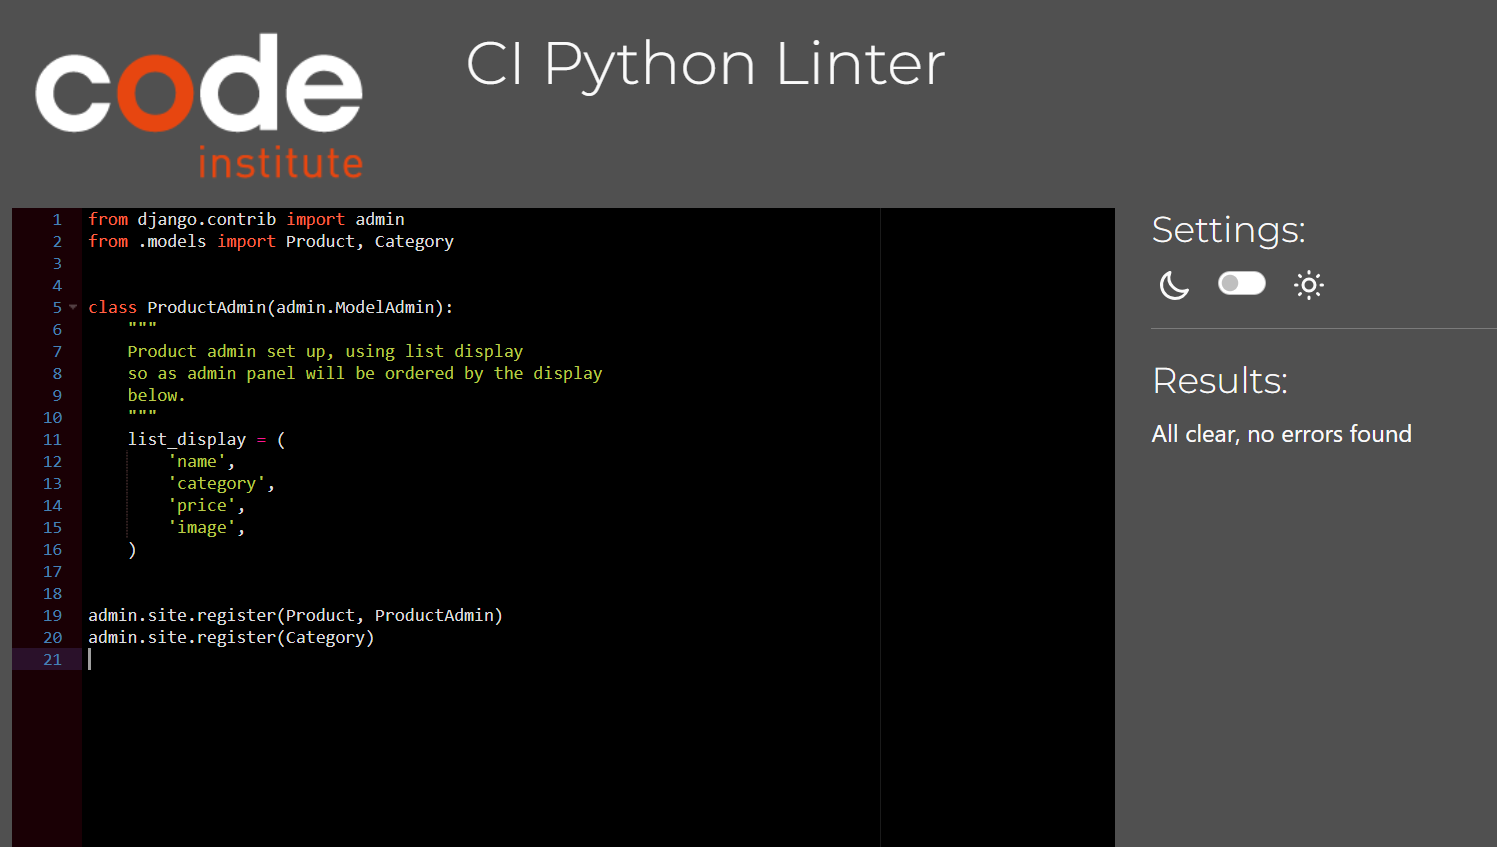 code
institute
CI Python Linter
1 from django.contrib import admin
2 from .models import Product, Category
3
4
5 class ProductAdmin(admin.ModelAdmin):
6     """
7     Product admin set up, using list display
8     so as admin panel will be ordered by the display
9     below.
10     """
11     list_display = (
12         'name',
13         'category',
14         'price',
15         'image',
16     )
17
18
19 admin.site.register(Product, ProductAdmin)
20 admin.site.register(Category)
21
Settings:
Results:
All clear, no errors found